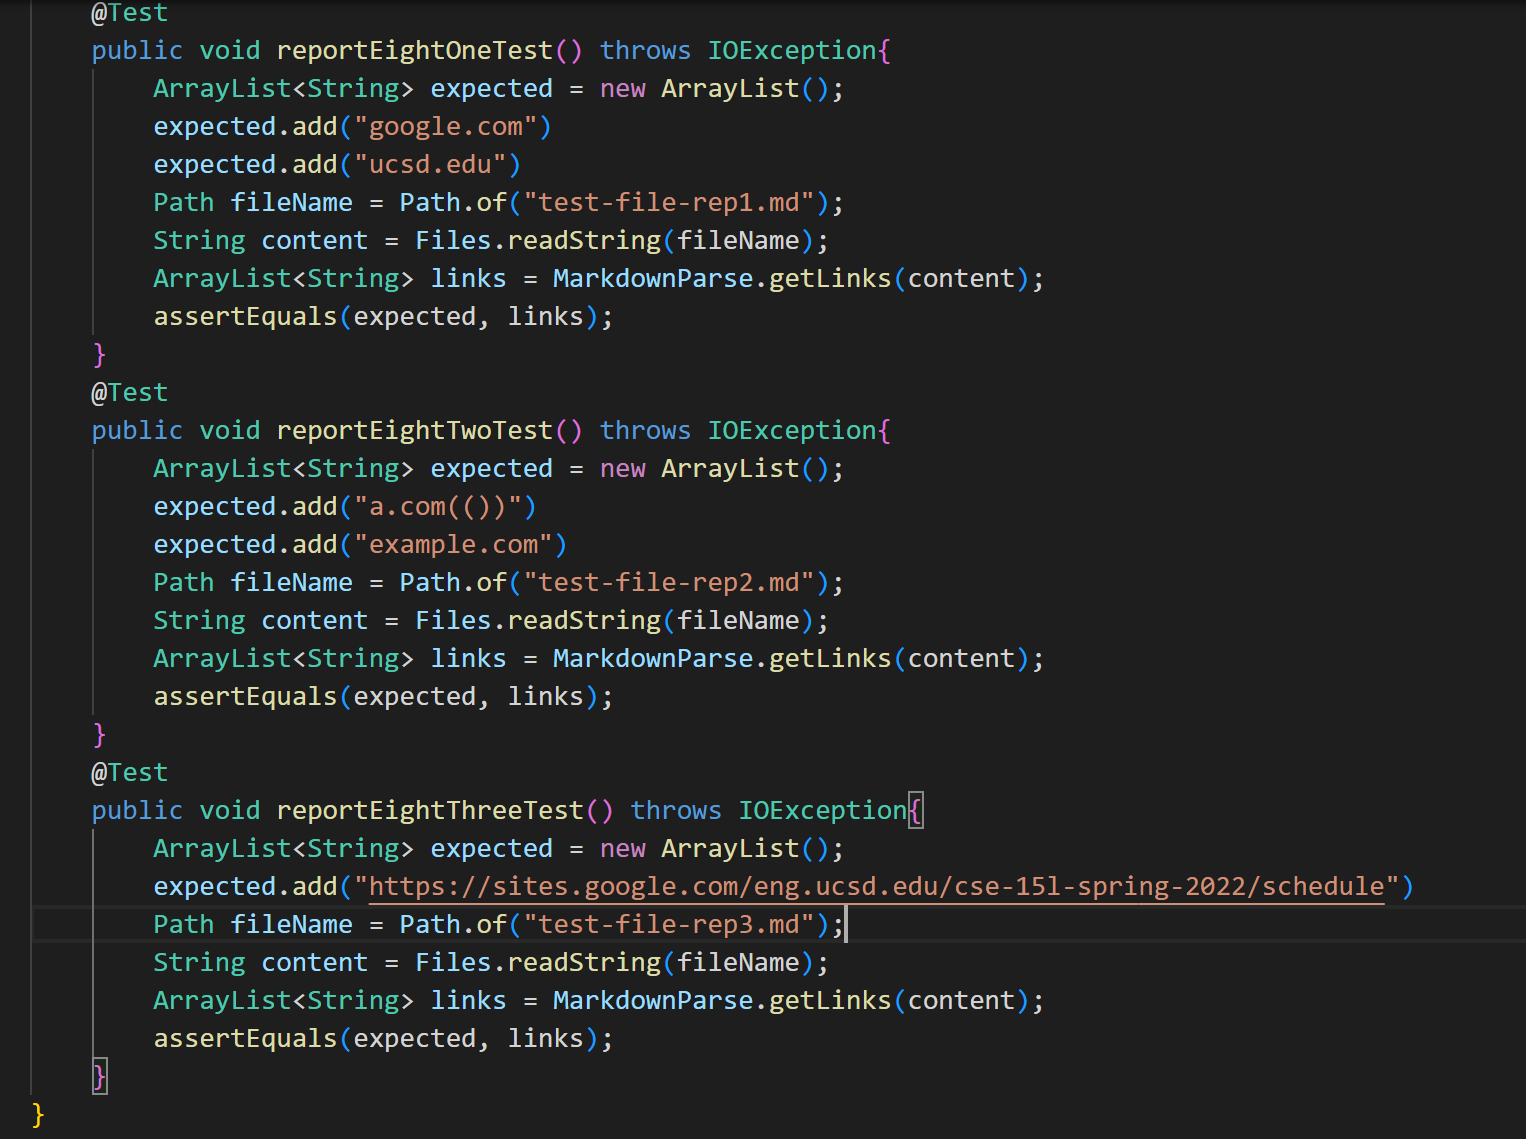 @Test
public void reportEightOneTest() throws IOException{
    ArrayList<String> expected = new ArrayList();
    expected.add("google.com")
    expected.add("ucsd.edu")
    Path fileName = Path.of("test-file-rep1.md");
    String content = Files.readString(fileName);
    ArrayList<String> links = MarkdownParse.getLinks(content);
    assertEquals(expected, links);
}
@Test
public void reportEightTwoTest() throws IOException{
    ArrayList<String> expected = new ArrayList();
    expected.add("a.com(())")
    expected.add("example.com")
    Path fileName = Path.of("test-file-rep2.md");
    String content = Files.readString(fileName);
    ArrayList<String> links = MarkdownParse.getLinks(content);
    assertEquals(expected, links);
}
@Test
public void reportEightThreeTest() throws IOException{
    ArrayList<String> expected = new ArrayList();
    expected.add("https://sites.google.com/eng.ucsd.edu/cse-15l-spring-2022/schedule")
    Path fileName = Path.of("test-file-rep3.md");
    String content = Files.readString(fileName);
    ArrayList<String> links = MarkdownParse.getLinks(content);
    assertEquals(expected, links);
}
}